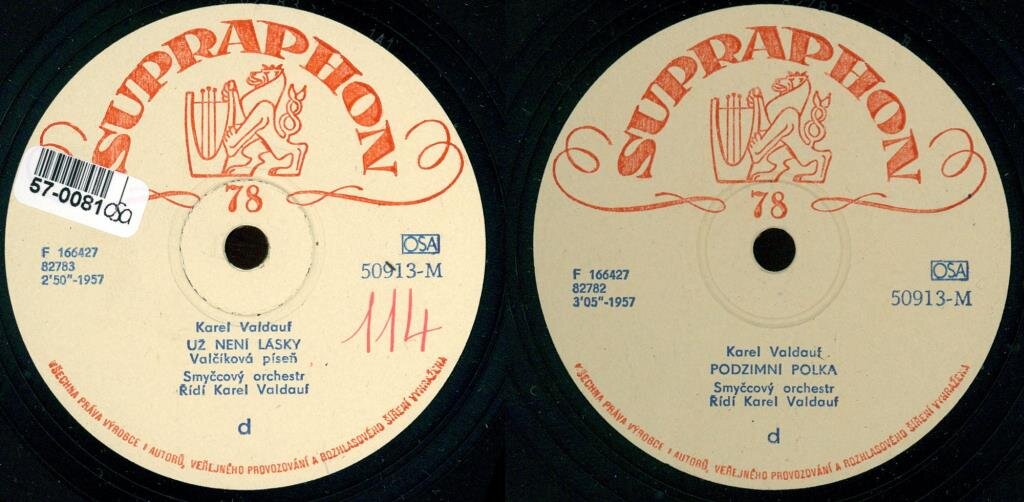 SUPRAPHON
78
57-0081 OSA
F 166427
82783
2'50"-1957
OSA
50913-M
114
Karel Valdauf
UŽ NENÍ LÁSKY
Valčíková píseň
Smyčcový orchestr
Řídí Karel Valdauf
d
VŠECHNA PRÁVA VÝROBCE I AUTORŮ, VEŘEJNÉHO PROVOZOVÁNÍ A ROZHLASOVÉHO ŠÍŘENÍ VYHRAŽENA
SUPRAPHON
78
F 166427
82782
3'05"-1957
OSA
50913-M
Karel Valdauf
PODZIMNÍ POLKA
Smyčcový orchestr
Řídí Karel Valdauf
d
VŠECHNA PRÁVA VÝROBCE I AUTORŮ, VEŘEJNÉHO PROVOZOVÁNÍ A ROZHLASOVÉHO ŠÍŘENÍ VYHRAŽENA